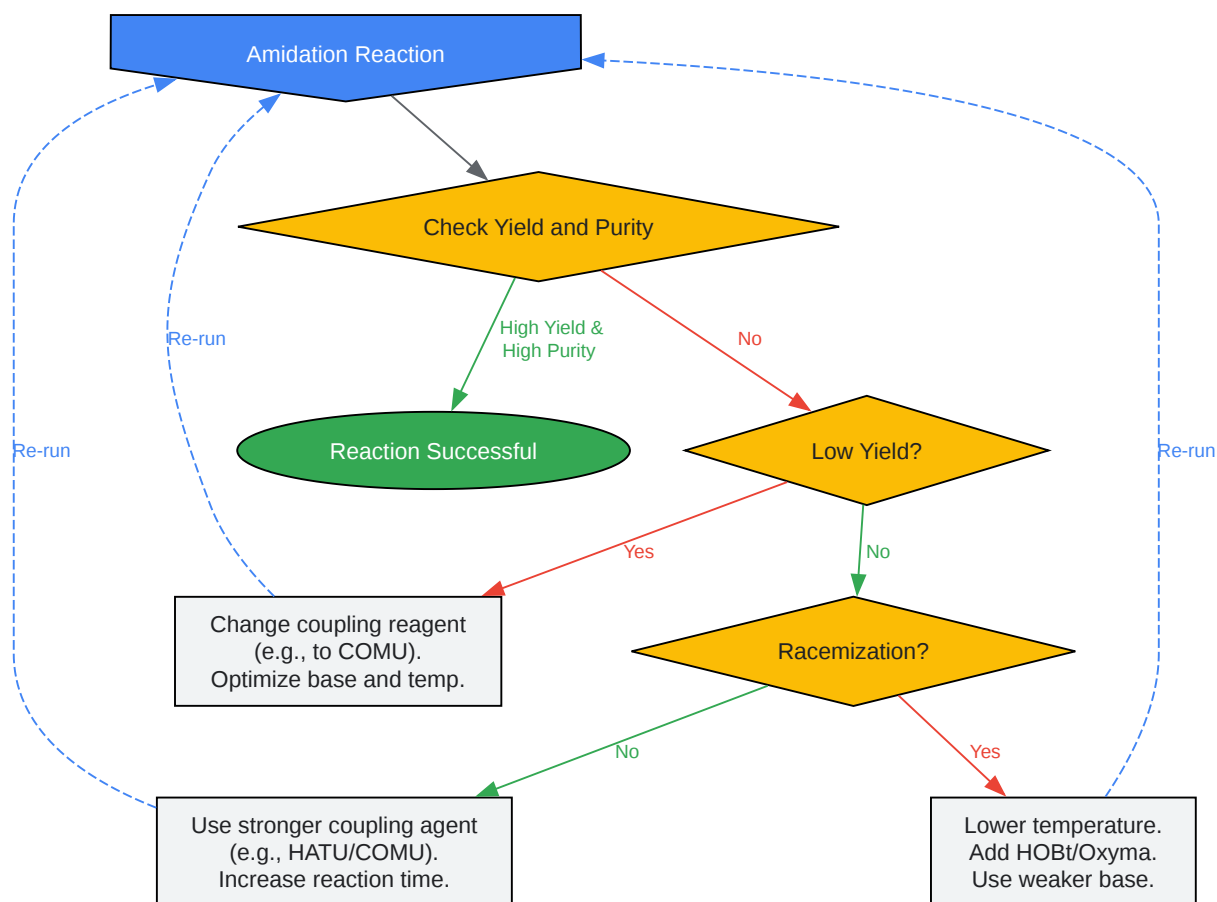 Amidation Reaction
Check Yield and Purity
High Yield &
High Purity
No
Re-run
Reaction Successful
Low Yield?
Re-run
Re-run
Yes
No
Change coupling reagent
(e.g., to COMU).
Optimize base and temp.
Racemization?
No
Yes
Use stronger coupling agent
(e.g., HATU/COMU).
Increase reaction time.
Lower temperature.
Add HOBt/Oxyma.
Use weaker base.